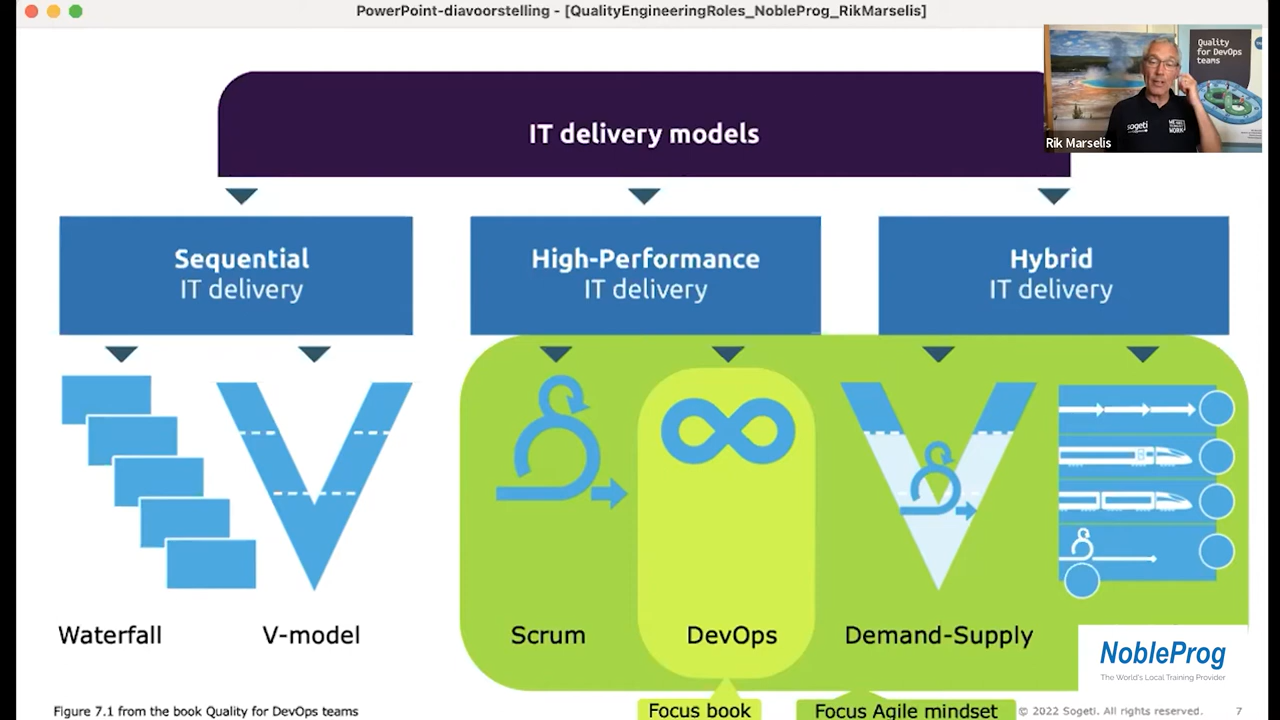 PowerPoint-diavoorstelling - [QualityEngineeringRoles_NobleProg_RikMarselis]
Quality
for DevOps
teams
sogeti
Rik Marselis
IT delivery models
Sequential
IT delivery
High-Performance
IT delivery
Hybrid
IT delivery
Waterfall
V-model
Scrum
DevOps
Demand-Supply
NobleProg
The World's Local Training Provider
Figure 7.1 from the book Quality for DevOps teams
Focus book
Focus Agile mindset
© 2022 Sogeti. All rights reserved.
7